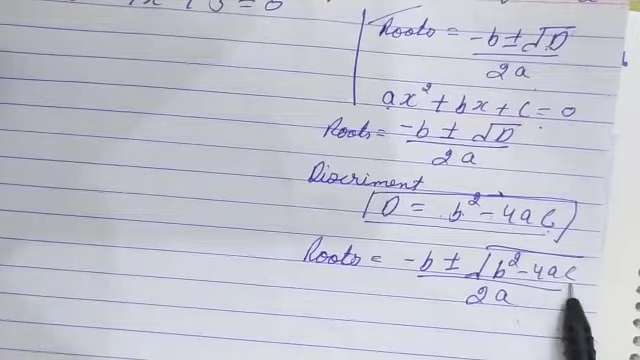 Roots = -b ± √D
2a
ax² + bx + c = 0
Roots = -b ± √D
2a
Discriment
D = b² - 4ac
Roots = -b ± √b² - 4ac
2a